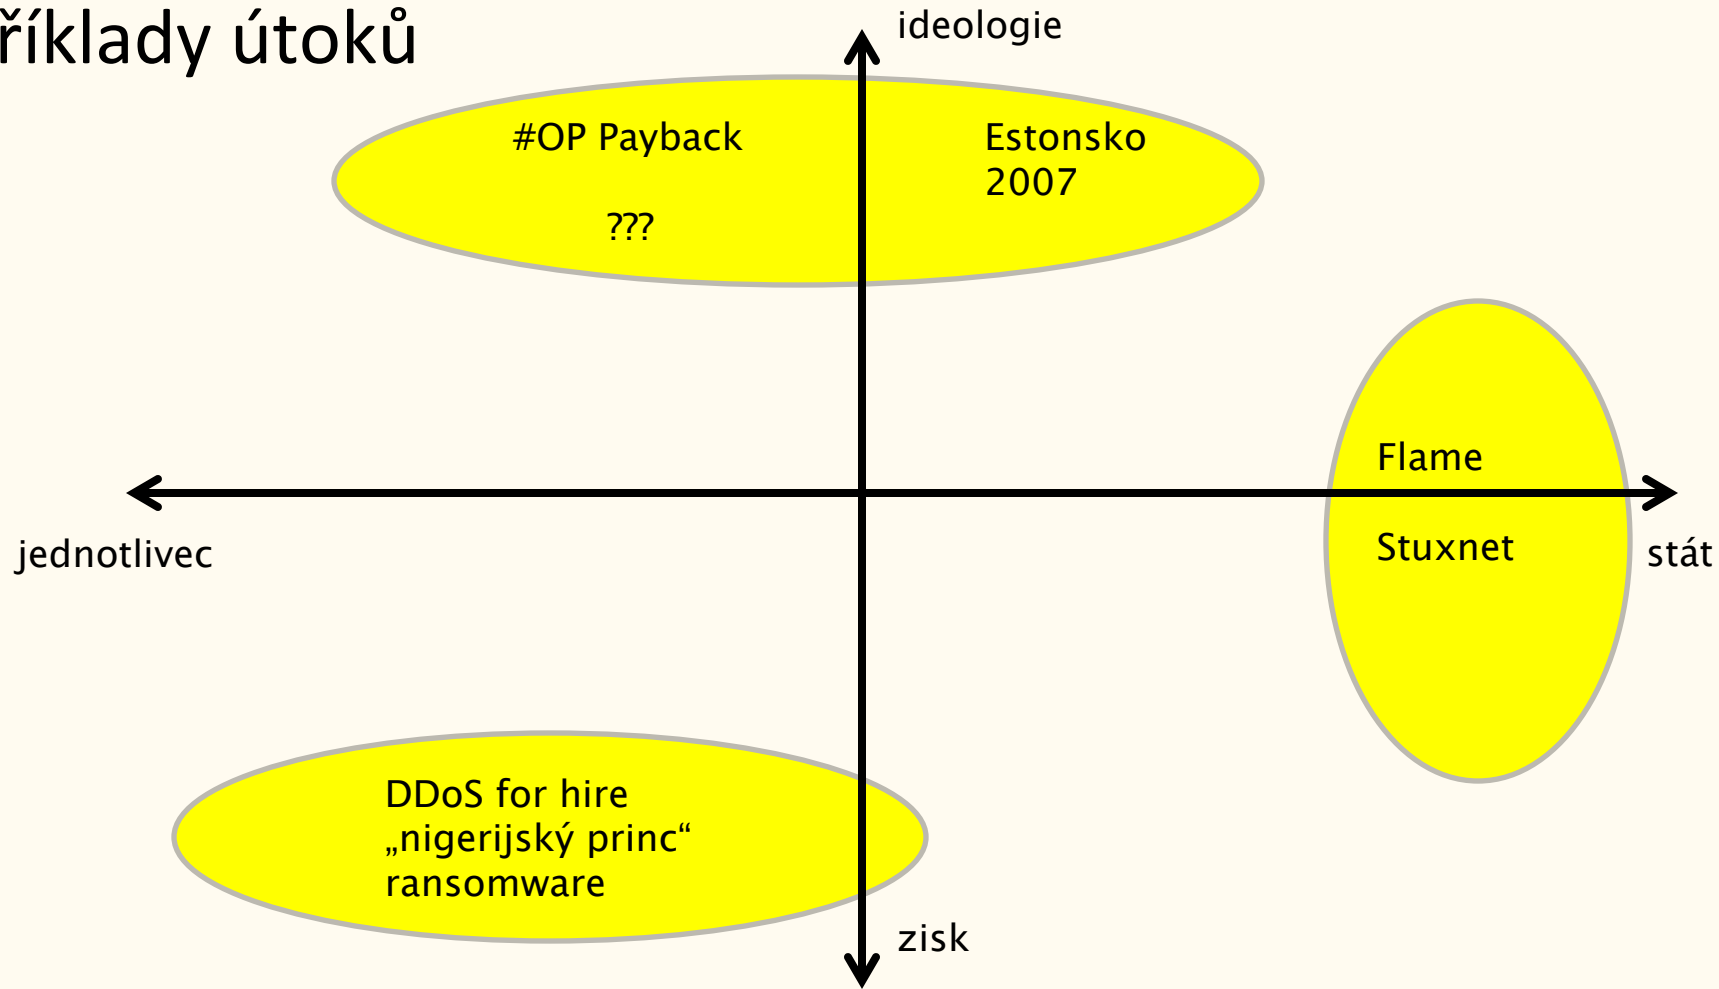 říklady útoků
ideologie
#OP Payback
???
Estonsko
2007
Flame
Stuxnet
jednotlivec
stát
DDoS for hire
„nigerijský princ“
ransomware
zisk